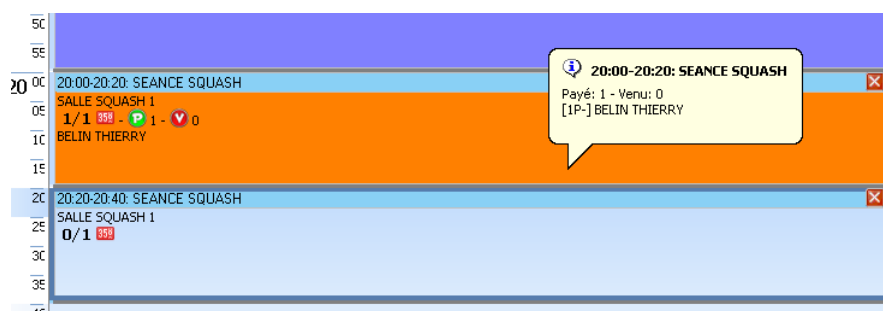 50
55
20 00
20:00-20:20: SEANCE SQUASH
SALLE SQUASH 1
05
1/1 358 - P 1 - V 0
10
BELIN THIERRY
15
20:00-20:20: SEANCE SQUASH
Payé: 1 - Venu: 0
[1P-] BELIN THIERRY
20
20:20-20:40: SEANCE SQUASH
SALLE SQUASH 1
25
0/1 358
30
35